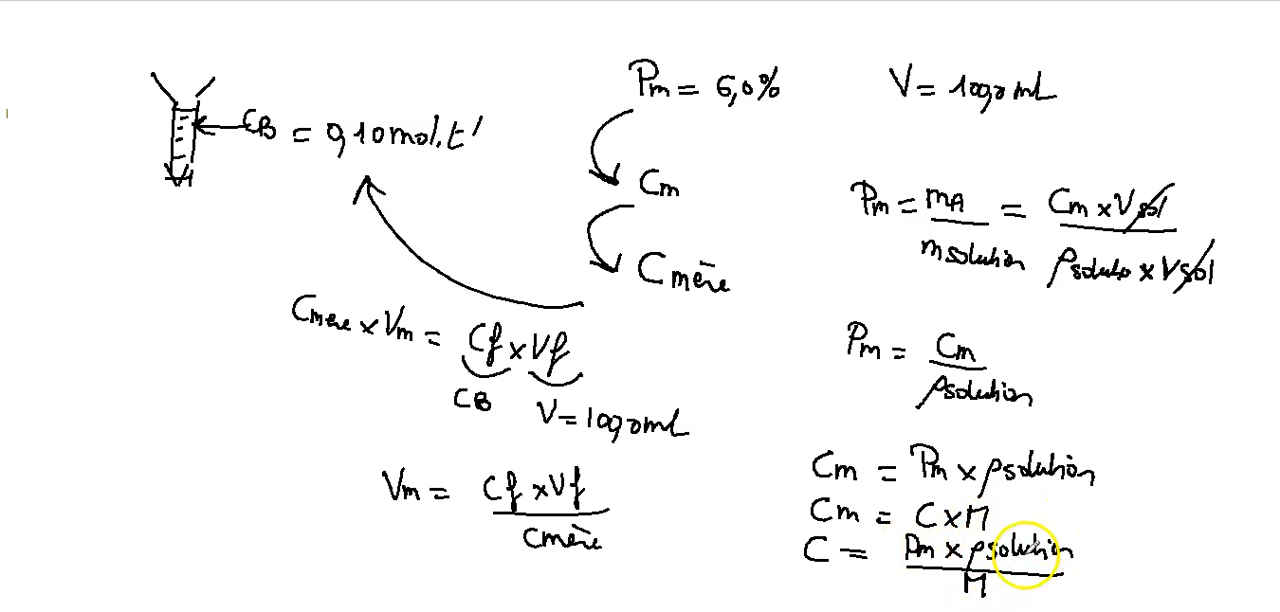 CB = 0,10 mol.L⁻¹
Pm = 6,0%
V = 100,0 mL
Cm
Cmère
Pm = mA / msolution = Cm x Vsol / ρsoluto x Vsol
Cmère x Vm = Cf x Vf
CB V = 100,0 mL
Vm = Cf x Vf / Cmère
Pm = Cm / ρsolution
Cm = Pm x ρsolution
Cm = C x M
C = Pm x ρsolution / M